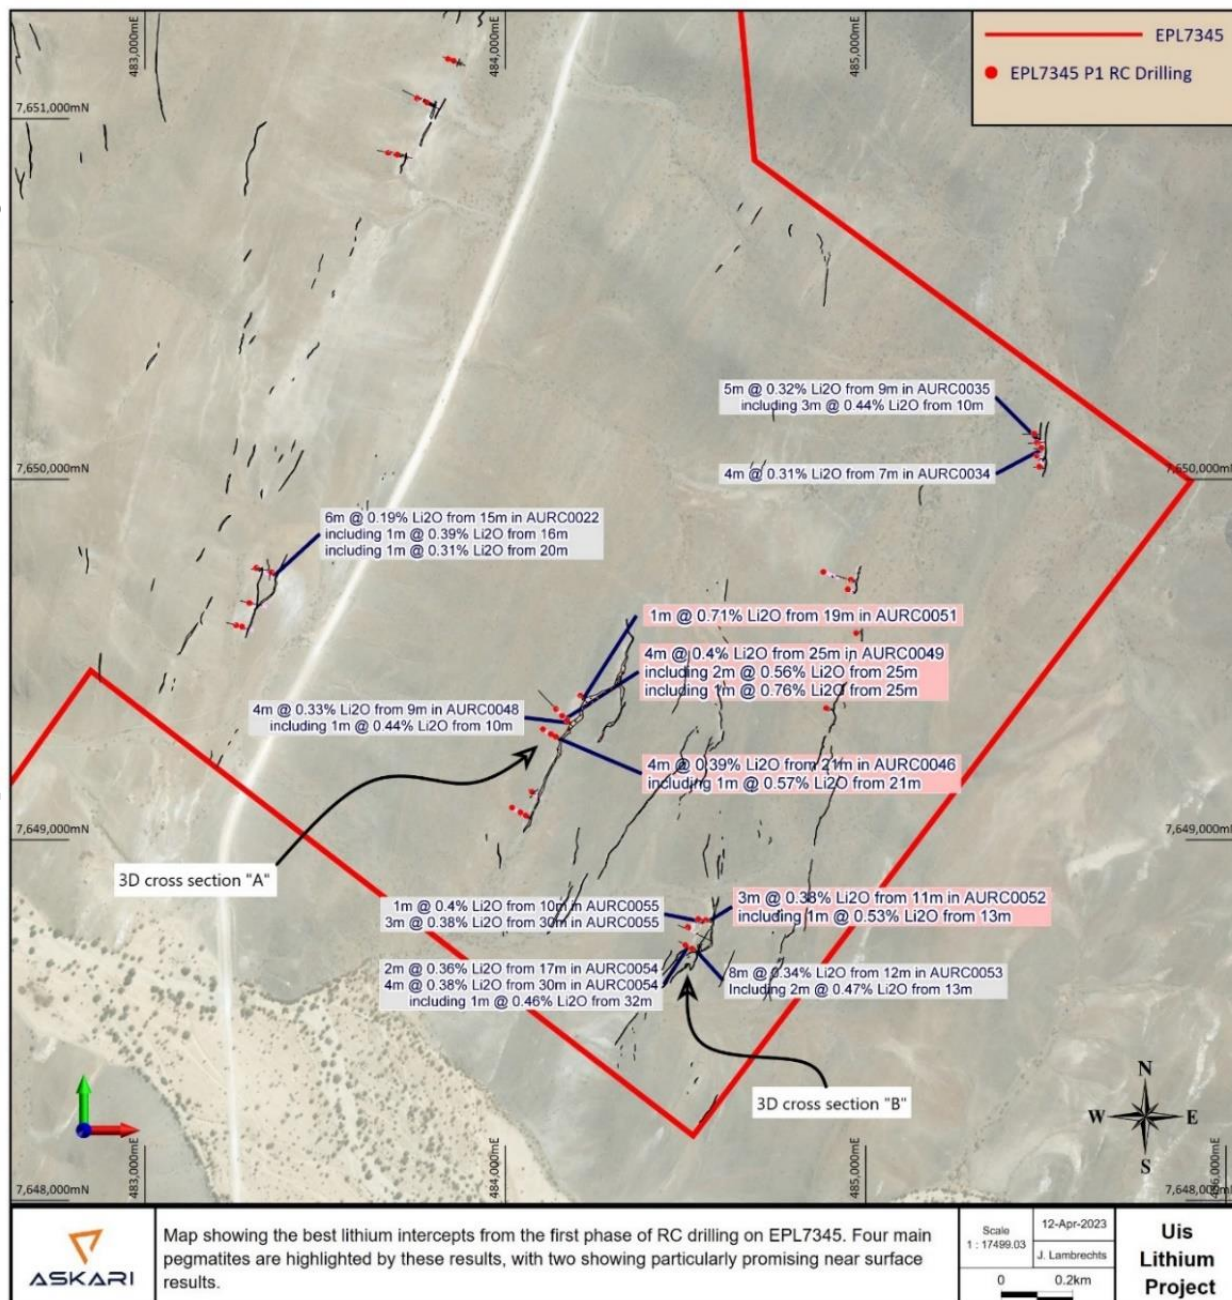 483,000mE
484,000mE
485,000mE
EPL7345
EPL7345 P1 RC Drilling
7,651,000mN
5m @ 0.32% Li2O from 9m in AURC0035
including 3m @ 0.44% Li2O from 10m
7,650,000mN
4m @ 0.31% Li2O from 7m in AURC0034
7,650,000mN
6m @ 0.19% Li2O from 15m in AURC0022
including 1m @ 0.39% Li2O from 16m
including 1m @ 0.31% Li2O from 20m
1m @ 0.71% Li2O from 19m in AURC0051
4m @ 0.4% Li2O from 25m in AURC0049
including 2m @ 0.56% Li2O from 25m
including 1m @ 0.76% Li2O from 25m
4m @ 0.33% Li2O from 9m in AURC0048
including 1m @ 0.44% Li2O from 10m
4m @ 0.39% Li2O from 21m in AURC0046
including 1m @ 0.57% Li2O from 21m
7,649,000mN
7,649,000mN
3D cross section "A"
1m @ 0.4% Li2O from 10m in AURC0055
3m @ 0.38% Li2O from 30m in AURC0055
3m @ 0.38% Li2O from 11m in AURC0052
including 1m @ 0.53% Li2O from 13m
2m @ 0.36% Li2O from 17m in AURC0054
4m @ 0.38% Li2O from 30m in AURC0054
including 1m @ 0.46% Li2O from 32m
8m @ 0.34% Li2O from 12m in AURC0053
Including 2m @ 0.47% Li2O from 13m
3D cross section "B"
N
W E
S
483,000mE
484,000mE
485,000mE
486,000mE
7,648,000mN
7,648,000mN
ASKARI
Map showing the best lithium intercepts from the first phase of RC drilling on EPL7345. Four main
pegmatites are highlighted by these results, with two showing particularly promising near surface
results.
Scale
1 : 17499.03
12-Apr-2023
J. Lambrechts
0 0.2km
Uis
Lithium
Project